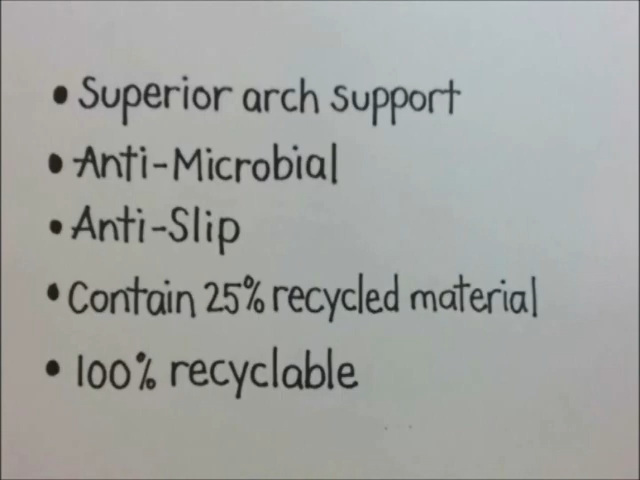 • Superior arch support
• Anti-Microbial
• Anti-Slip
• Contain 25% recycled material
• 100% recyclable